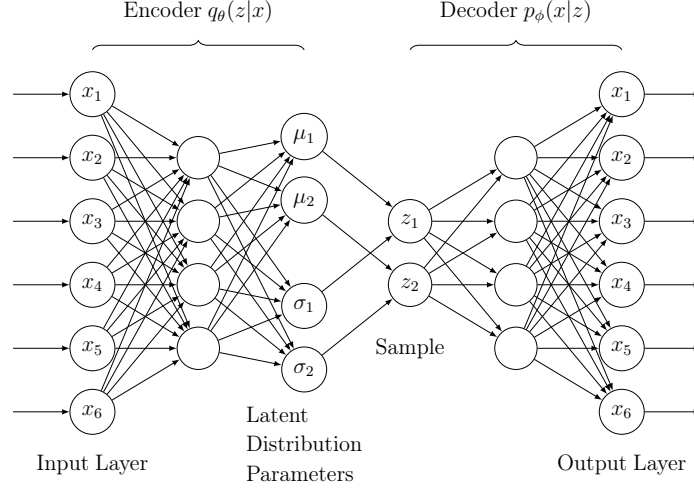 Encoder qθ(z|x)
Decoder pϕ(x|z)
x1
x2
x3
x4
x5
x6
μ1
μ2
σ1
σ2
z1
z2
x1
x2
x3
x4
x5
x6
Sample
Latent
Distribution
Parameters
Input Layer
Output Layer